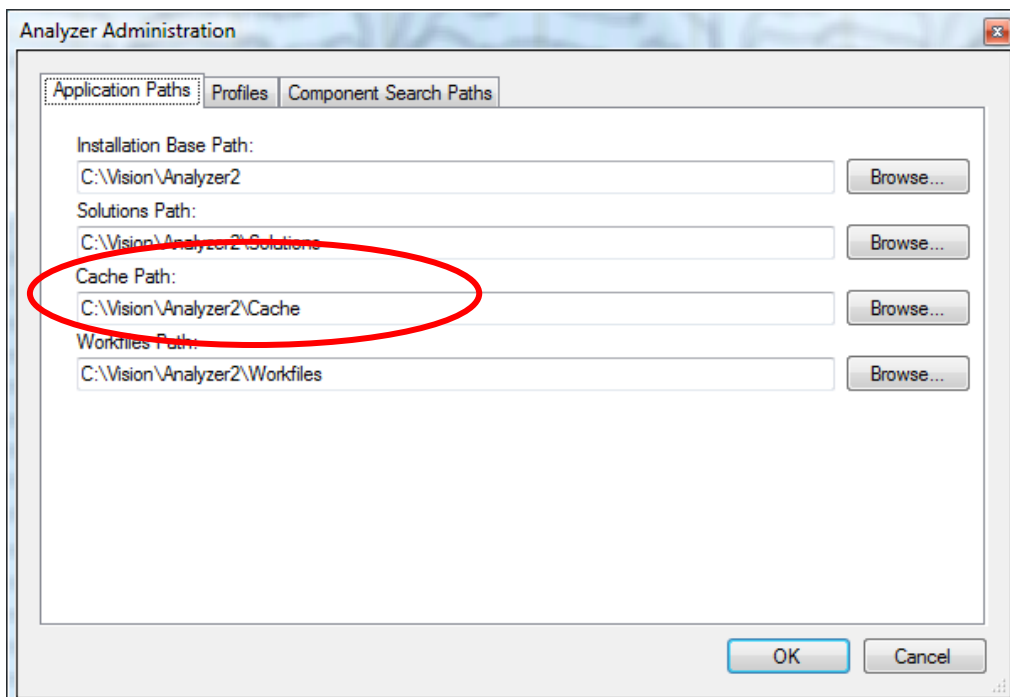 Analyzer Administration
Application Paths Profiles Component Search Paths
Installation Base Path:
C:\Vision\Analyzer2 Browse...
Solutions Path:
C:\Vision\Analyzer2\Solutions Browse...
Cache Path:
C:\Vision\Analyzer2\Cache Browse...
Workfiles Path:
C:\Vision\Analyzer2\Workfiles Browse...
OK Cancel